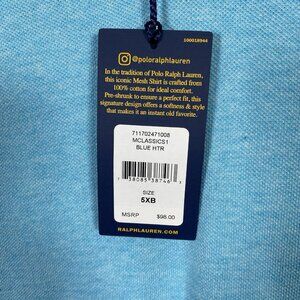 100018944
@poloralphlauren
In the tradition of Polo Ralph Lauren,
this iconic Mesh Shirt is crafted from
100% cotton for ideal comfort.
Pre-shrunk to ensure a perfect fit, this
signature design offers a softness & style
that makes it an instant old favorite.
711702471008
MCLASSICS1
BLUE HTR
SIZE
5XB
MSRP $98.00
RALPHLAUREN.COM